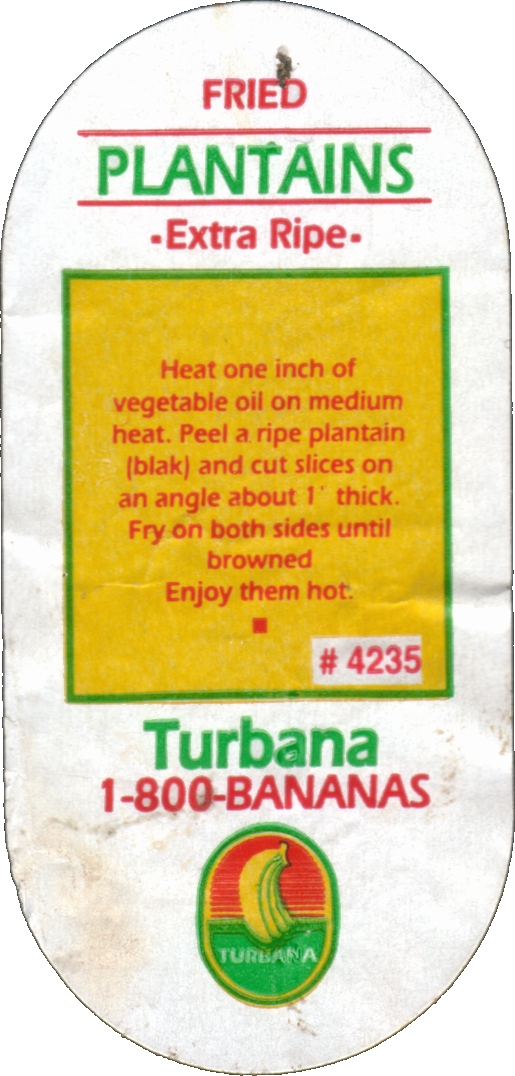 FRIED
PLANTAINS
-Extra Ripe-
Heat one inch of
vegetable oil on medium
heat. Peel a ripe plantain
(blak) and cut slices on
an angle about 1' thick.
Fry on both sides until
browned
Enjoy them hot.
# 4235
Turbana
1-800-BANANAS
TURBANA